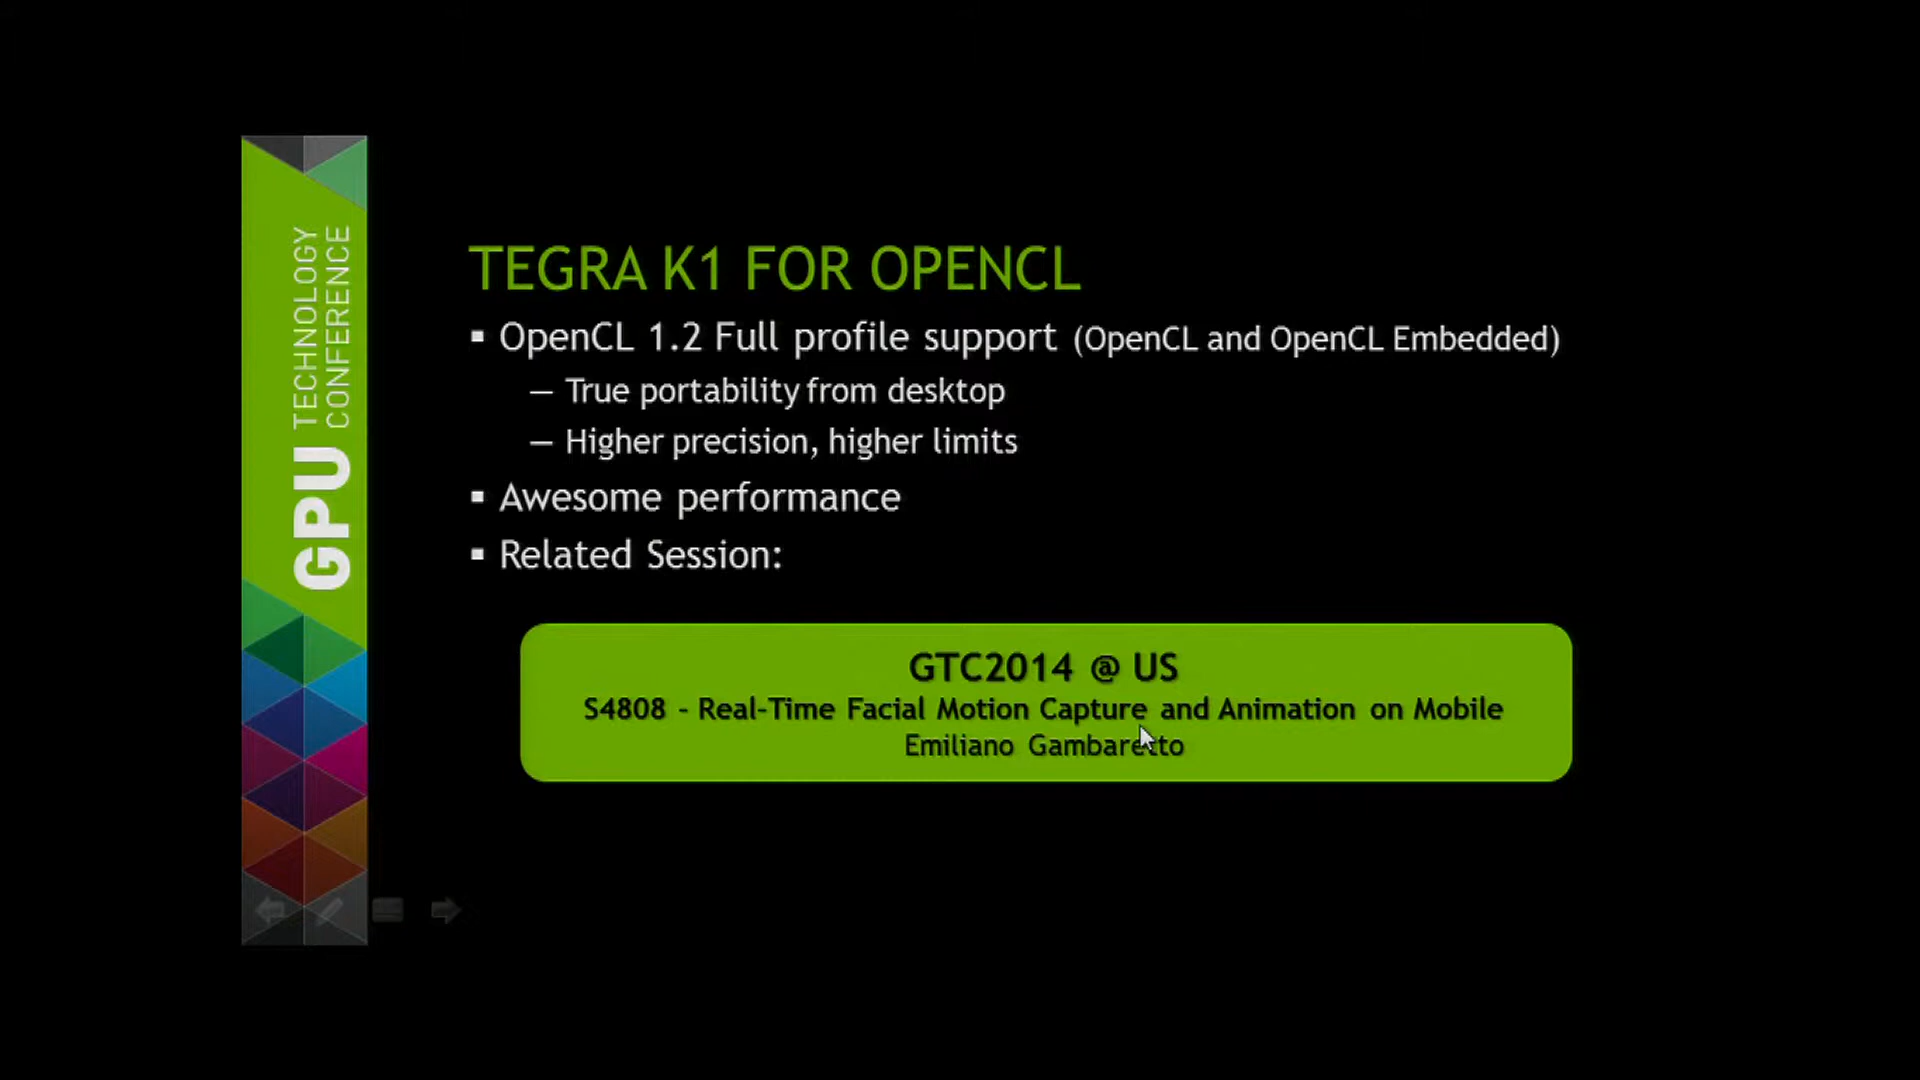 GPU TECHNOLOGY
CONFERENCE
TEGRA K1 FOR OPENCL
▪ OpenCL 1.2 Full profile support (OpenCL and OpenCL Embedded)
— True portability from desktop
— Higher precision, higher limits
▪ Awesome performance
▪ Related Session:
GTC2014 @ US
S4808 - Real-Time Facial Motion Capture and Animation on Mobile
Emiliano Gambaretto